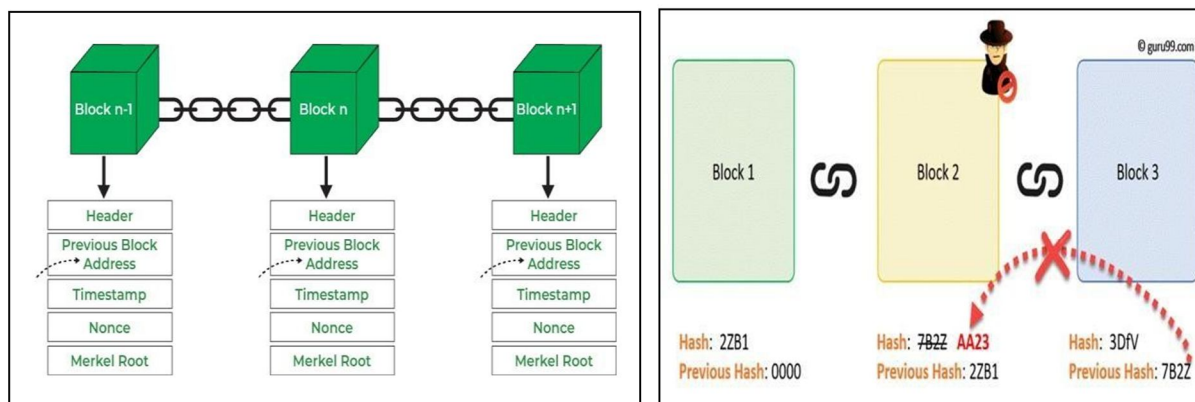 Block n-1
Block n
Block n+1
Header
Previous Block
Address
Timestamp
Nonce
Merkel Root
Header
Previous Block
Address
Timestamp
Nonce
Merkel Root
Header
Previous Block
Address
Timestamp
Nonce
Merkel Root
© guru99.com
Block 1
Block 2
Block 3
Hash: 2ZB1
Previous Hash: 0000
Hash: 7B2Z AA23
Previous Hash: 2ZB1
Hash: 3DfV
Previous Hash: 7B2Z